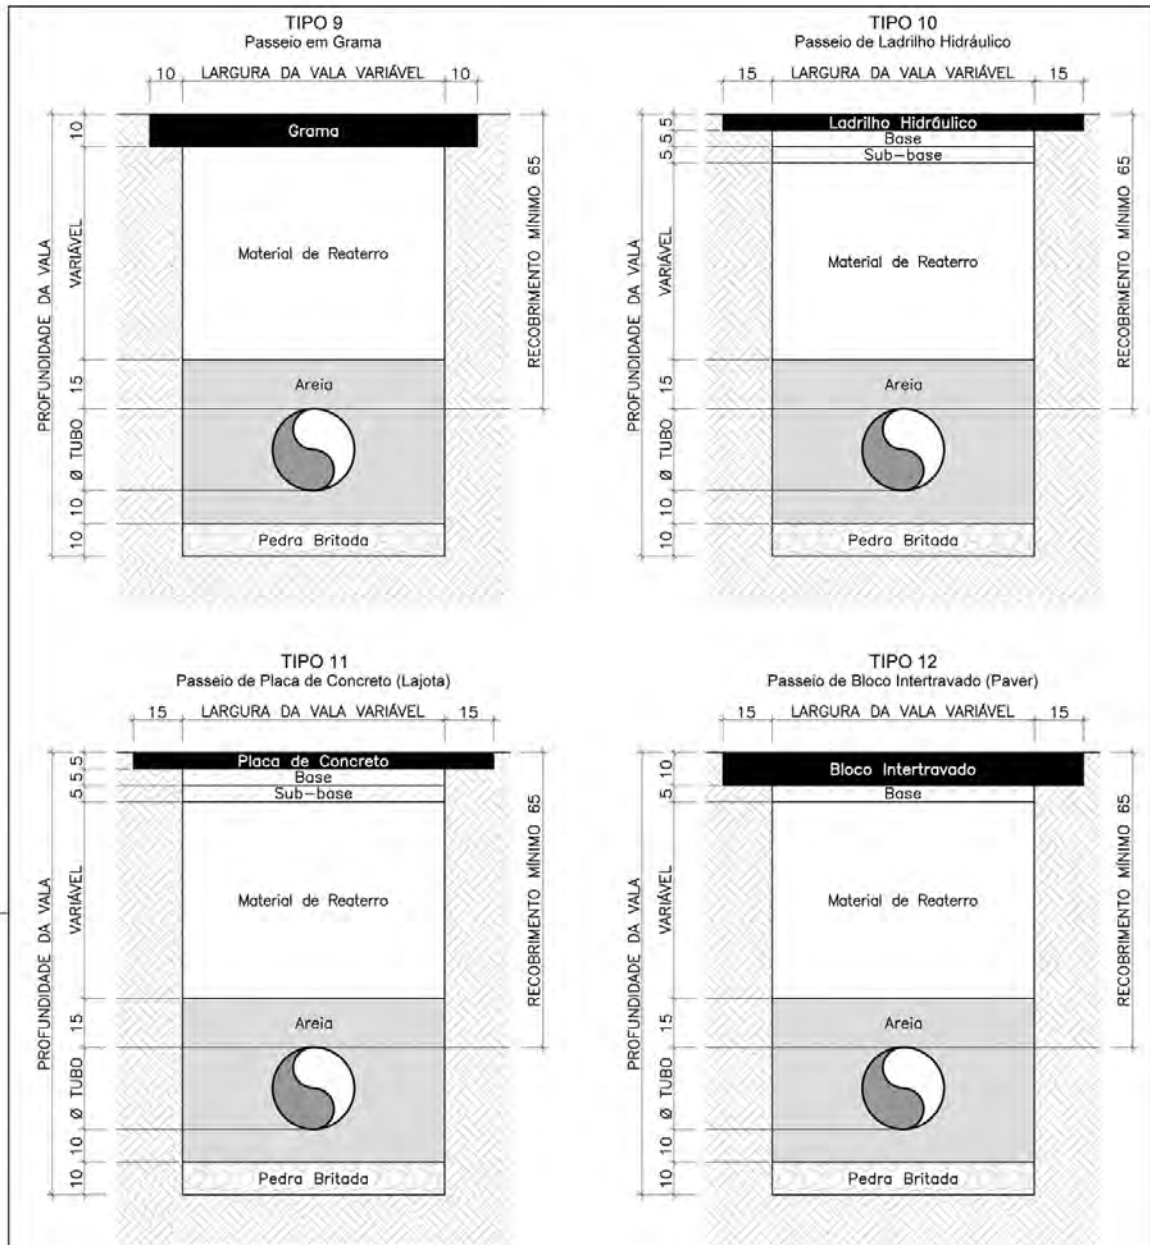 TIPO 9
Passeio em Grama
10 LARGURA DA VALA VARIÁVEL 10
Grama
Material de Reaterro
Areia
Pedra Britada
PROFUNDIDADE DA VALA
10 10 Ø TUBO 15 VARIÁVEL 10
RECOBRIMENTO MÍNIMO 65
TIPO 10
Passeio de Ladrilho Hidráulico
15 LARGURA DA VALA VARIÁVEL 15
Ladrilho Hidráulico
Base
Sub-base
Material de Reaterro
Areia
Pedra Britada
PROFUNDIDADE DA VALA
10 10 Ø TUBO 15 VARIÁVEL 5 5 5
RECOBRIMENTO MÍNIMO 65
TIPO 11
Passeio de Placa de Concreto (Lajota)
15 LARGURA DA VALA VARIÁVEL 15
Placa de Concreto
Base
Sub-base
Material de Reaterro
Areia
Pedra Britada
PROFUNDIDADE DA VALA
10 10 Ø TUBO 15 VARIÁVEL 5 5 5
RECOBRIMENTO MÍNIMO 65
TIPO 12
Passeio de Bloco Intertravado (Paver)
15 LARGURA DA VALA VARIÁVEL 15
Bloco Intertravado
Base
Material de Reaterro
Areia
Pedra Britada
PROFUNDIDADE DA VALA
10 10 Ø TUBO 15 VARIÁVEL 5 10
RECOBRIMENTO MÍNIMO 65